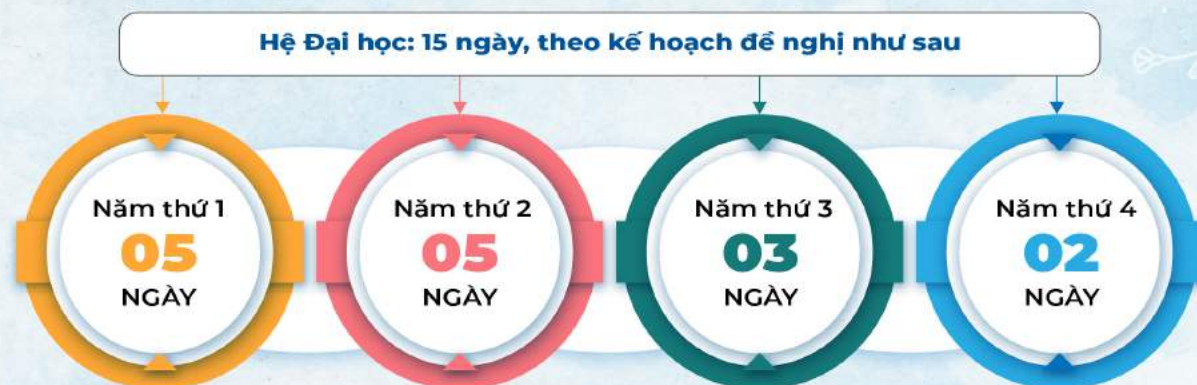 Hệ Đại học: 15 ngày, theo kế hoạch đề nghị như sau
Năm thứ 1
05
NGÀY
Năm thứ 2
05
NGÀY
Năm thứ 3
03
NGÀY
Năm thứ 4
02
NGÀY